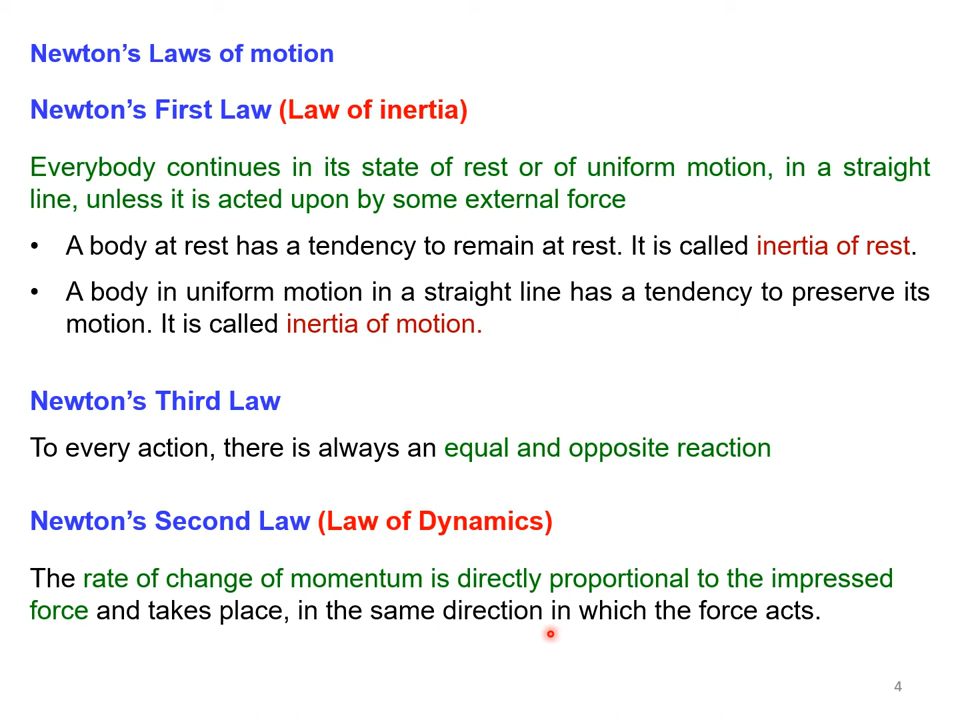 Newton’s Laws of motion
Newton’s First Law (Law of inertia)
Everybody continues in its state of rest or of uniform motion, in a straight
line, unless it is acted upon by some external force
• A body at rest has a tendency to remain at rest. It is called inertia of rest.
• A body in uniform motion in a straight line has a tendency to preserve its
motion. It is called inertia of motion.
Newton’s Third Law
To every action, there is always an equal and opposite reaction
Newton’s Second Law (Law of Dynamics)
The rate of change of momentum is directly proportional to the impressed
force and takes place, in the same direction in which the force acts.
4